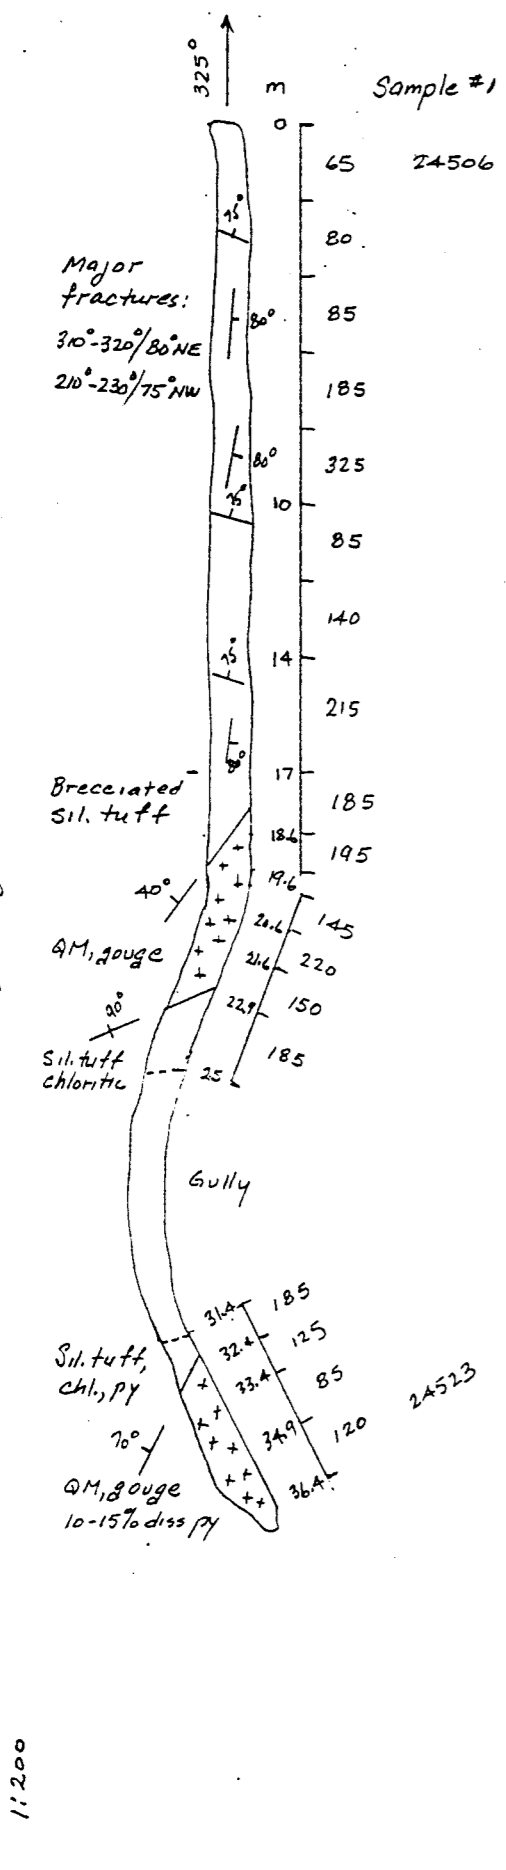 325°
m
Sample #1
0
65 24506
75°
80
Major
fractures:
310°-320°/80°NE
210°-230°/75°NW
80°
85
185
80°
325
75°
10
85
140
75°
14
215
80°
17
Brecciated
sil. tuff
185
18.6
195
19.6
40°
20.6
145
QM, gouge
21.6
220
22.9
150
90°
Sil. tuff
chloritic
25
185
Gully
31.4
185
32.4
125
Sil. tuff,
chl., py
33.4
85
24523
34.9
120
70°
36.4
QM, gouge
10-15% diss py
1:200